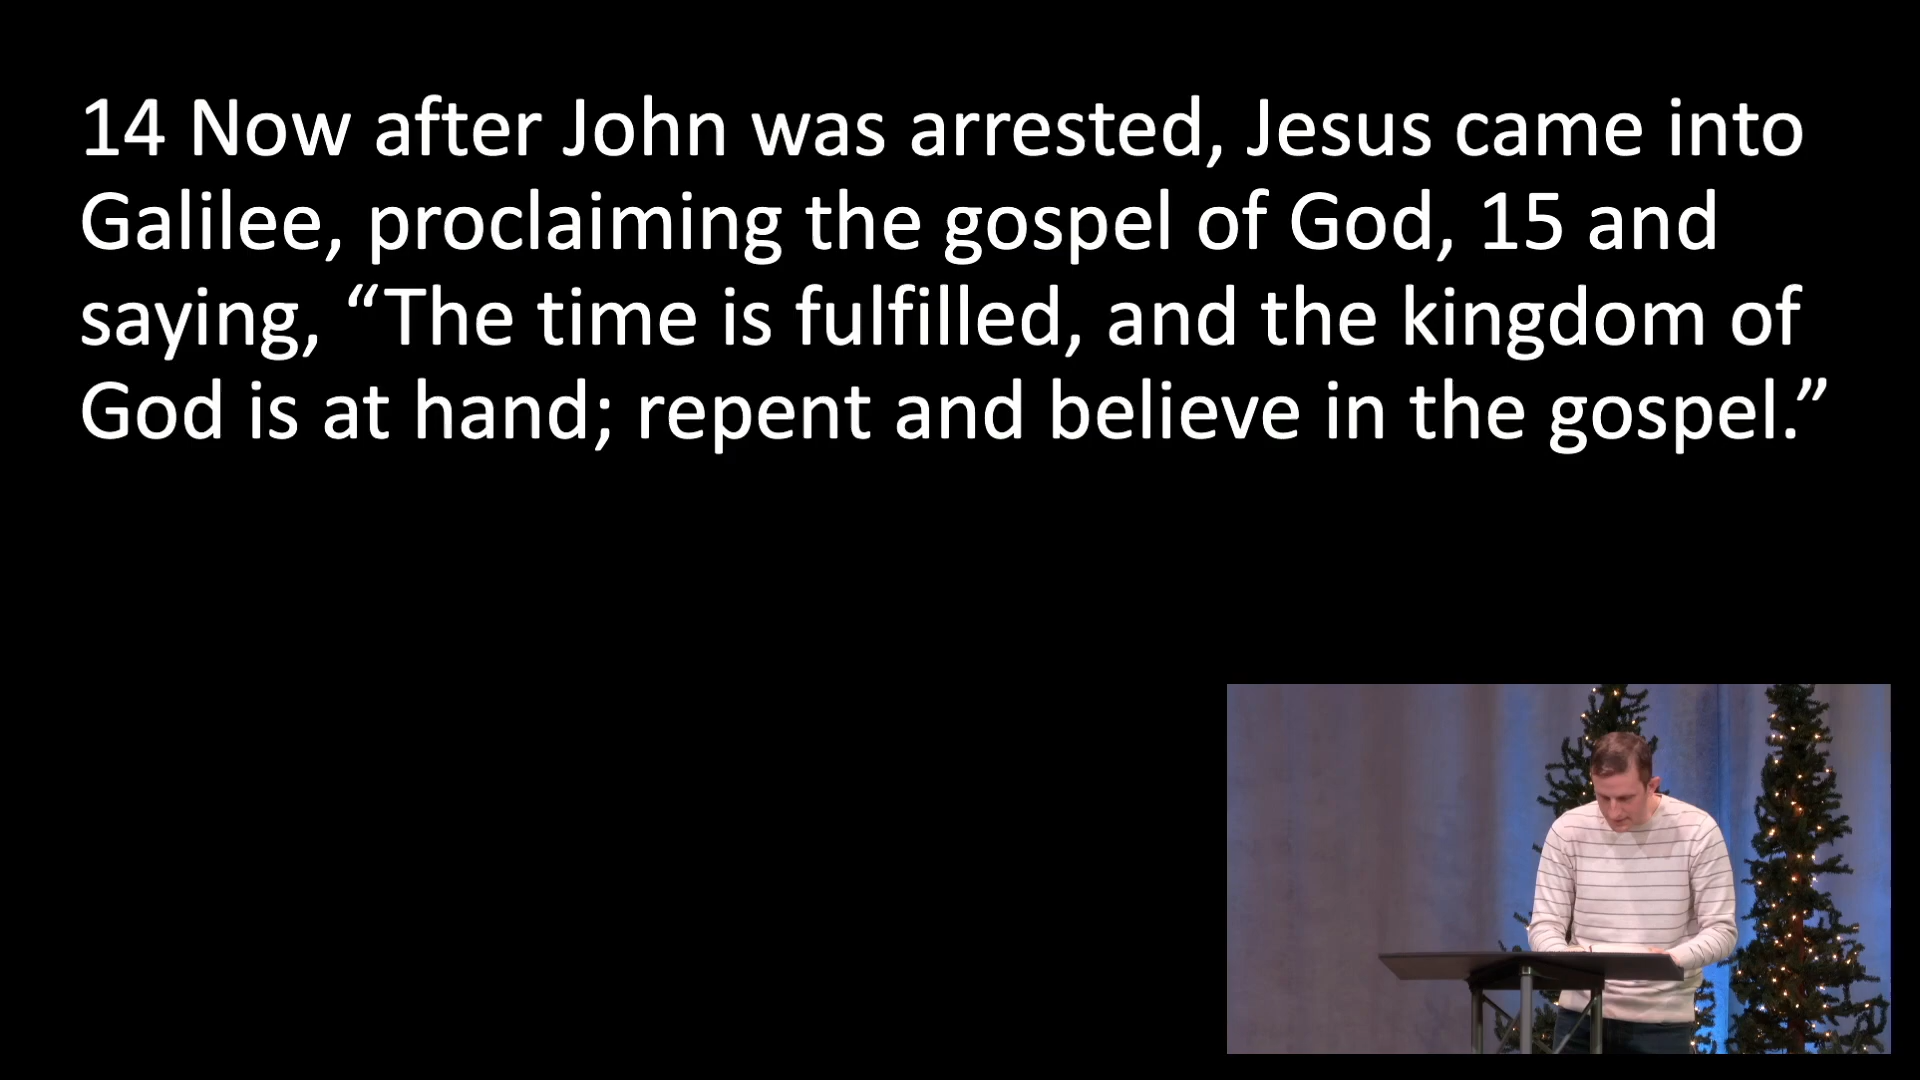 14 Now after John was arrested, Jesus came into
Galilee, proclaiming the gospel of God, 15 and
saying, “The time is fulfilled, and the kingdom of
God is at hand; repent and believe in the gospel.”